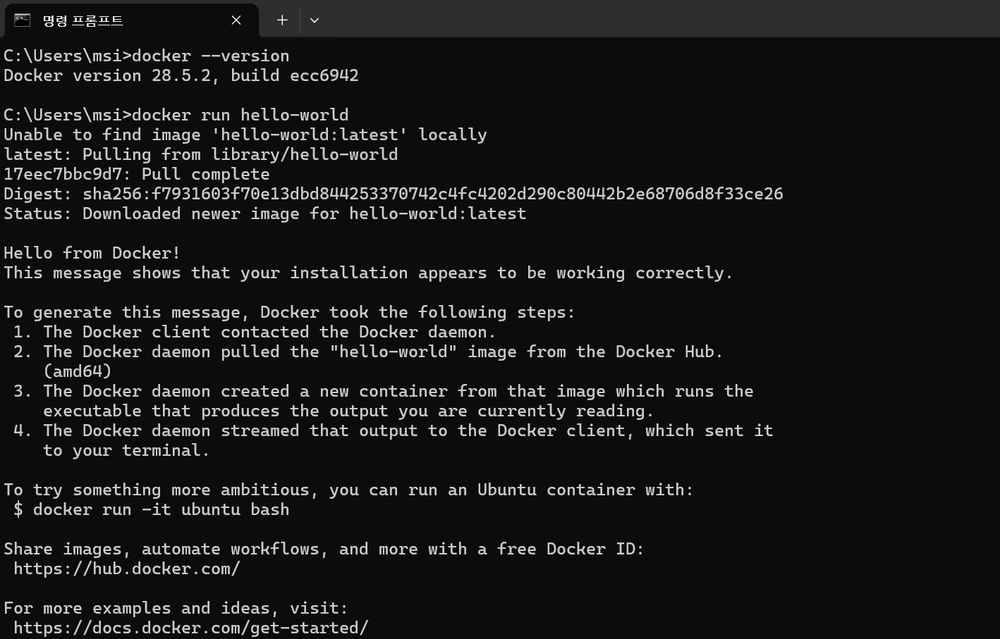 명령 프롬프트
C:\Users\msi>docker --version
Docker version 28.5.2, build ecc6942
C:\Users\msi>docker run hello-world
Unable to find image 'hello-world:latest' locally
latest: Pulling from library/hello-world
17eec7bbc9d7: Pull complete
Digest: sha256:f7931603f70e13dbd844253370742c4fc4202d290c80442b2e68706d8f33ce26
Status: Downloaded newer image for hello-world:latest
Hello from Docker!
This message shows that your installation appears to be working correctly.
To generate this message, Docker took the following steps:
1. The Docker client contacted the Docker daemon.
2. The Docker daemon pulled the "hello-world" image from the Docker Hub.
(amd64)
3. The Docker daemon created a new container from that image which runs the
executable that produces the output you are currently reading.
4. The Docker daemon streamed that output to the Docker client, which sent it
to your terminal.
To try something more ambitious, you can run an Ubuntu container with:
$ docker run -it ubuntu bash
Share images, automate workflows, and more with a free Docker ID:
https://hub.docker.com/
For more examples and ideas, visit:
https://docs.docker.com/get-started/